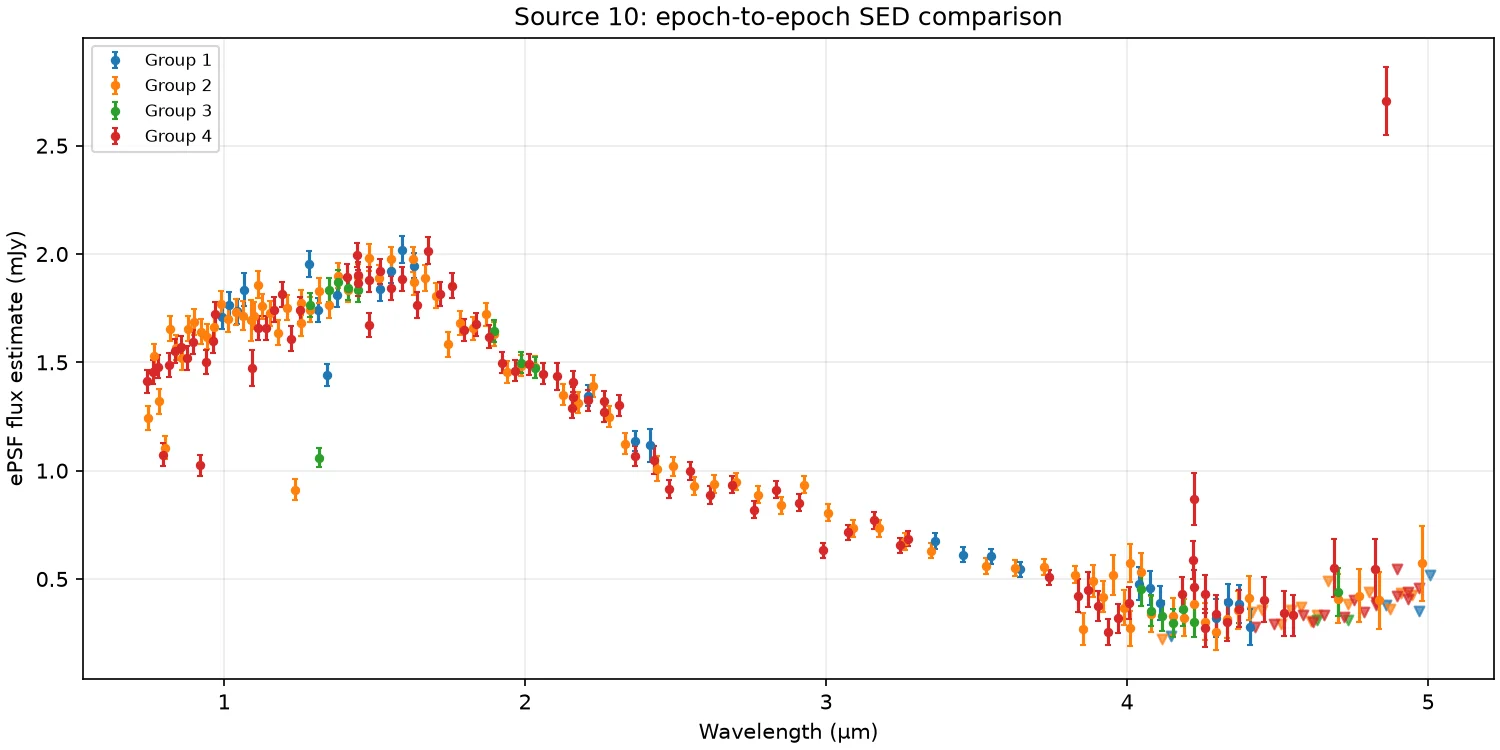 Source 10: epoch-to-epoch SED comparison
Group 1
Group 2
Group 3
Group 4
ePSF flux estimate (mJy)
2.5
2.0
1.5
1.0
0.5
1 2 3 4 5
Wavelength (µm)